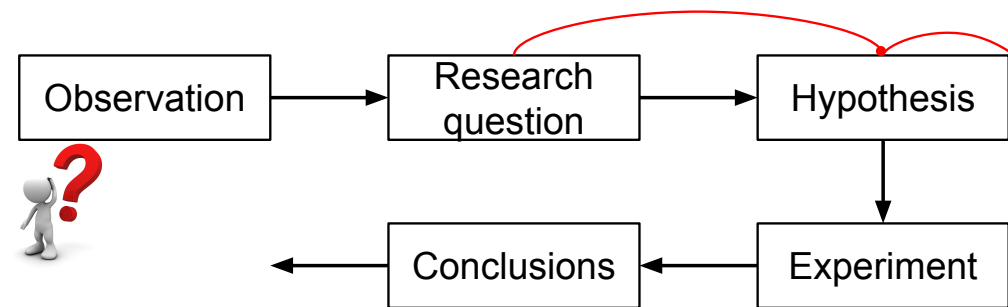 Observation
Research
question
Hypothesis
Conclusions
Experiment